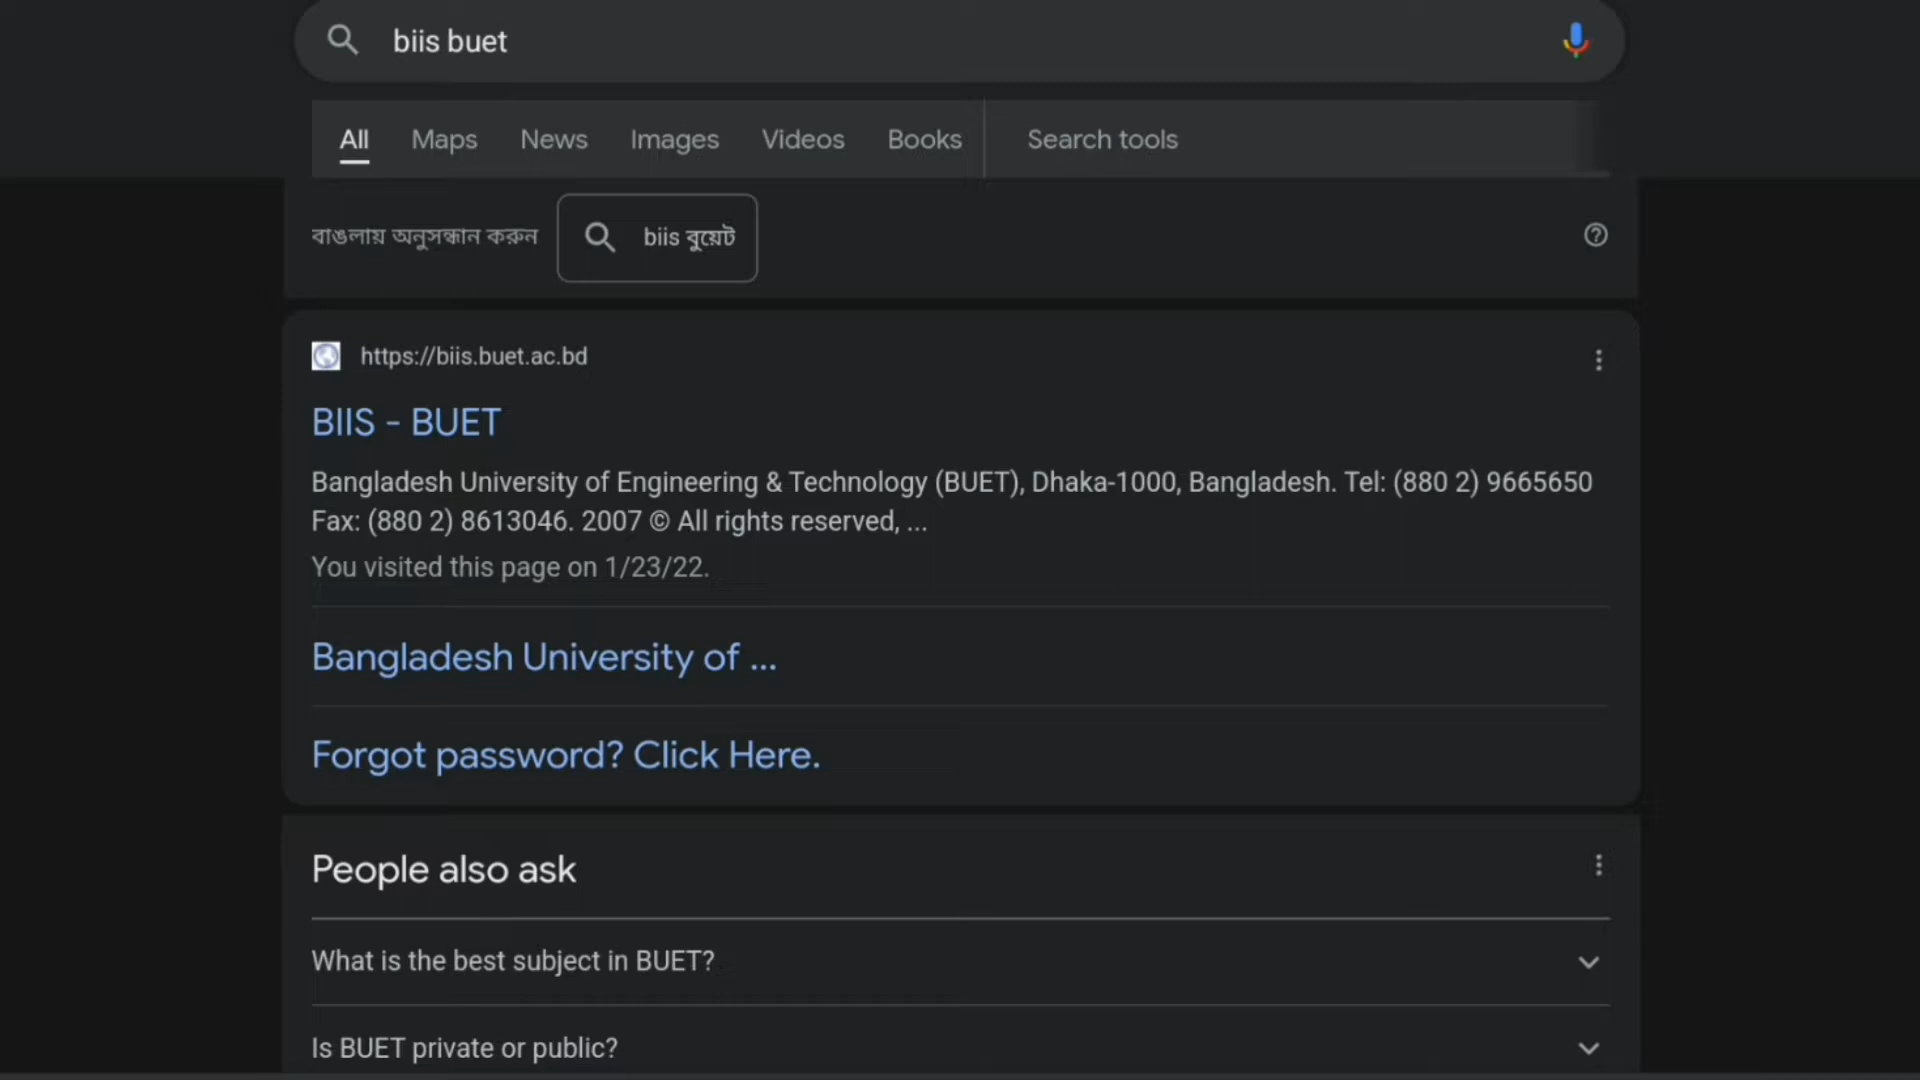 biis buet
All Maps News Images Videos Books Search tools
বাঙলায় অনুসন্ধান করুন biis বুয়েট
https://biis.buet.ac.bd
BIIS - BUET
Bangladesh University of Engineering & Technology (BUET), Dhaka-1000, Bangladesh. Tel: (880 2) 9665650
Fax: (880 2) 8613046. 2007 © All rights reserved, ...
You visited this page on 1/23/22.
Bangladesh University of ...
Forgot password? Click Here.
People also ask
What is the best subject in BUET?
Is BUET private or public?